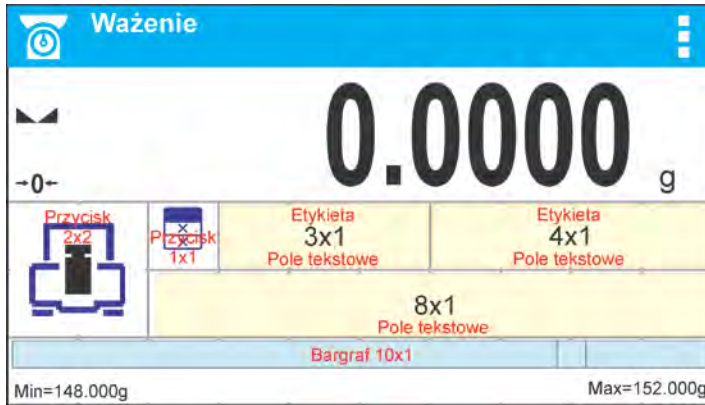 Ważenie
0.0000 g
→0←
Przycisk
2x2
Przycisk
1x1
Etykieta
3x1
Pole tekstowe
Etykieta
4x1
Pole tekstowe
8x1
Pole tekstowe
Bargraf 10x1
Min=148.000g
Max=152.000g